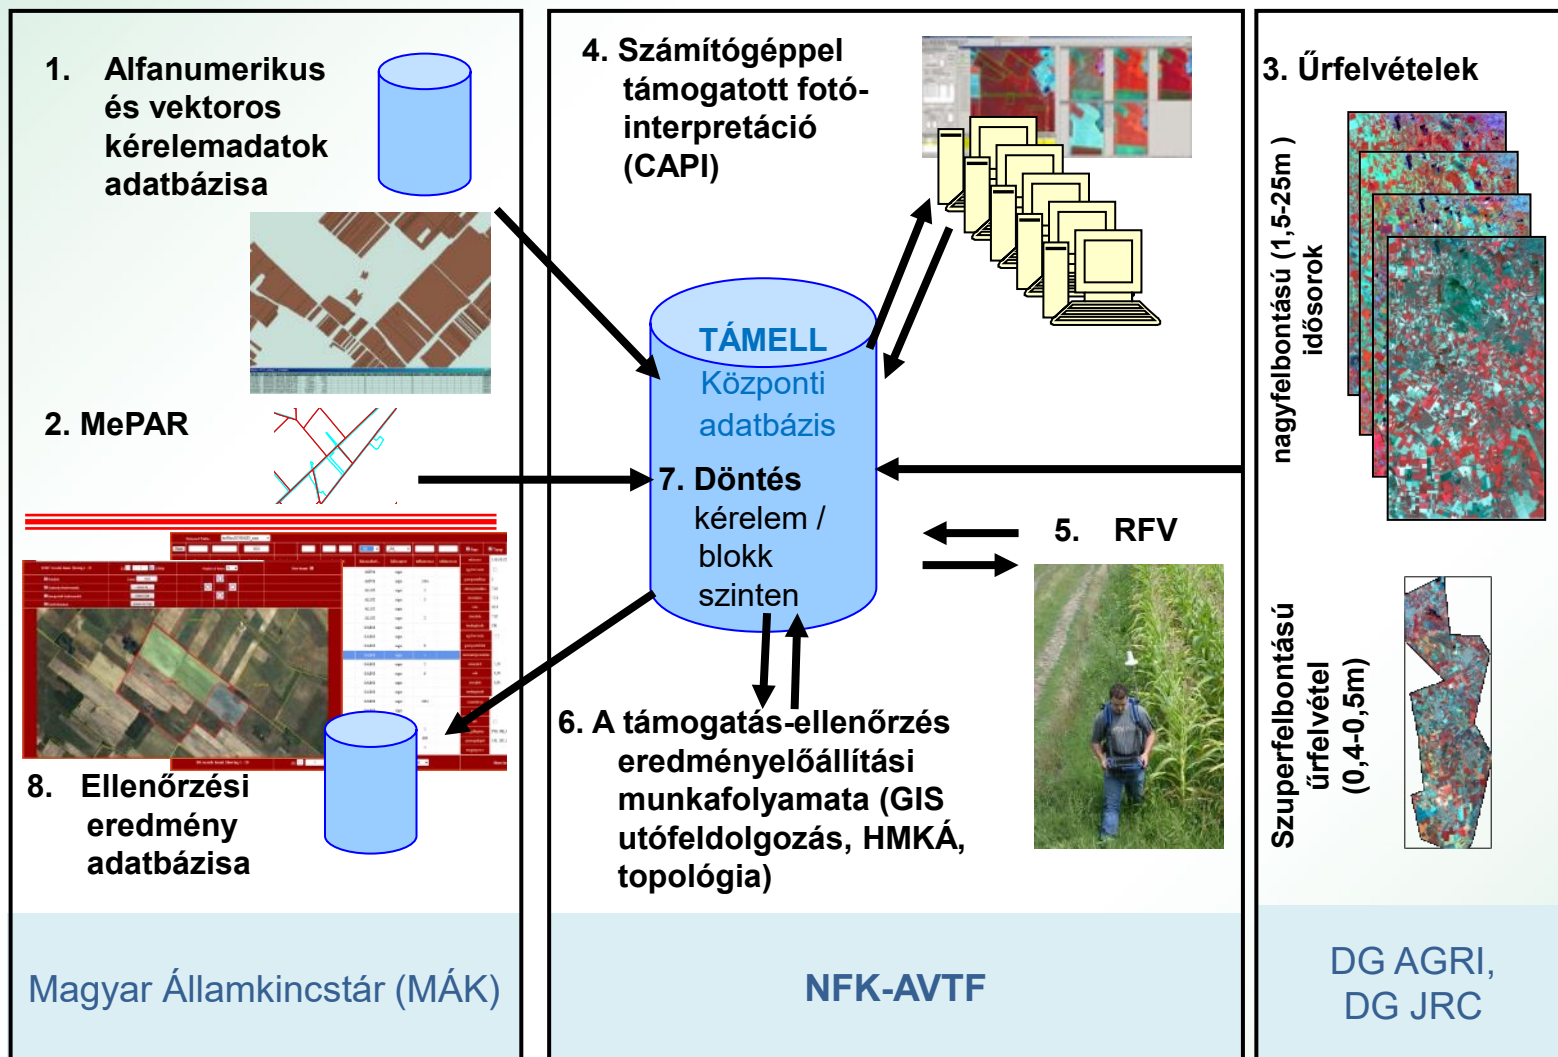 1. Alfanumerikus
és vektoros
kérelemadatok
adatbázisa
2. MePAR
8. Ellenőrzési
eredmény
adatbázisa
Magyar Államkincstár (MÁK)
4. Számítógéppel
támogatott fotó-
interpretáció
(CAPI)
TÁMELL
Központi
adatbázis
7. Döntés
kérelem /
blokk
szinten
5. RFV
6. A támogatás-ellenőrzés
eredményelőállítási
munkafolyamata (GIS
utófeldolgozás, HMKÁ,
topológia)
NFK-AVTF
3. Űrfelvételek
nagyfelbontású (1,5-25m )
idősorok
Szuperfelbontású
űrfelvétel
(0,4-0,5m)
DG AGRI,
DG JRC